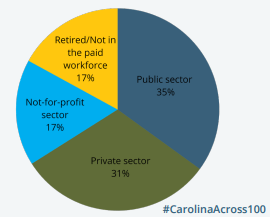 Retired/Not in
the paid
workforce
17%
Public sector
35%
Not-for-profit
sector
17%
Private sector
31%
#CarolinaAcross100